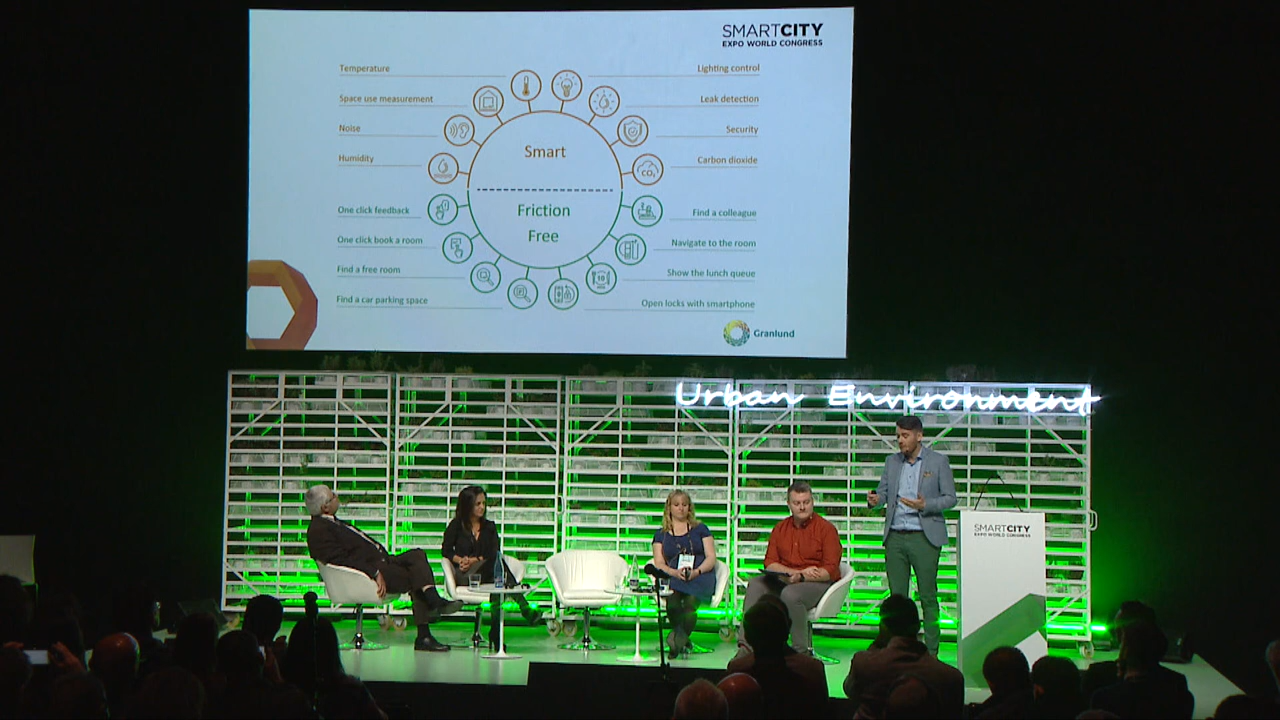 SMARTCITY
EXPO WORLD CONGRESS
Temperature
Lighting control
Space use measurement
Leak detection
Noise
Security
Smart
Humidity
Carbon dioxide
CO₂
One click feedback
Friction
Free
Find a colleague
One click book a room
Navigate to the room
Find a free room
Show the lunch queue
Find a car parking space
Open locks with smartphone
Granlund
Urban Environment
SMARTCITY
EXPO WORLD CONGRESS